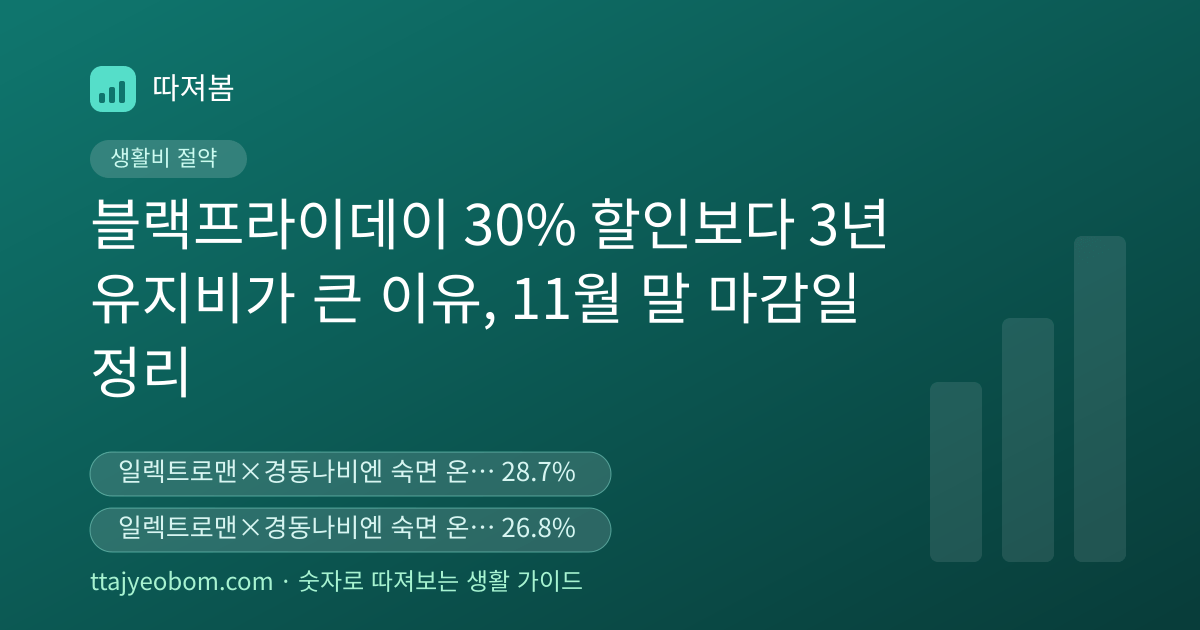 따져봄
생활비 절약
블랙프라이데이 30% 할인보다 3년
유지비가 큰 이유, 11월 말 마감일
정리
일렉트로맨×경동나비엔 숙면 온… 28.7%
일렉트로맨×경동나비엔 숙면 온… 26.8%
ttajyeobom.com · 숫자로 따져보는 생활 가이드